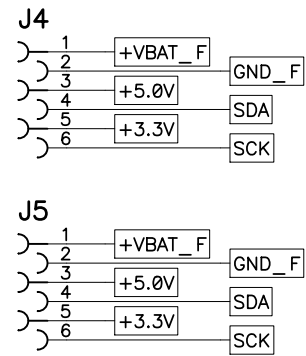 J4
1 +VBAT_F
2 GND_F
3 +5.0V
4 SDA
5 +3.3V
6 SCK
J5
1 +VBAT_F
2 GND_F
3 +5.0V
4 SDA
5 +3.3V
6 SCK